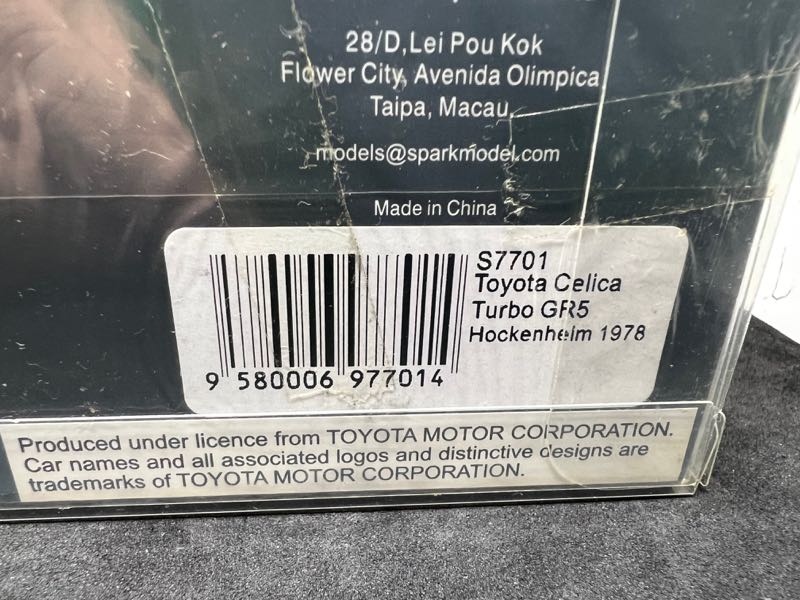 28/D,Lei Pou Kok
Flower City, Avenida Olimpica
Taipa, Macau.
models@sparkmodel.com
Made in China
S7701
Toyota Celica
Turbo GR5
Hockenheim 1978
9 580006 977014
Produced under licence from TOYOTA MOTOR CORPORATION.
Car names and all associated logos and distinctive designs are
trademarks of TOYOTA MOTOR CORPORATION.